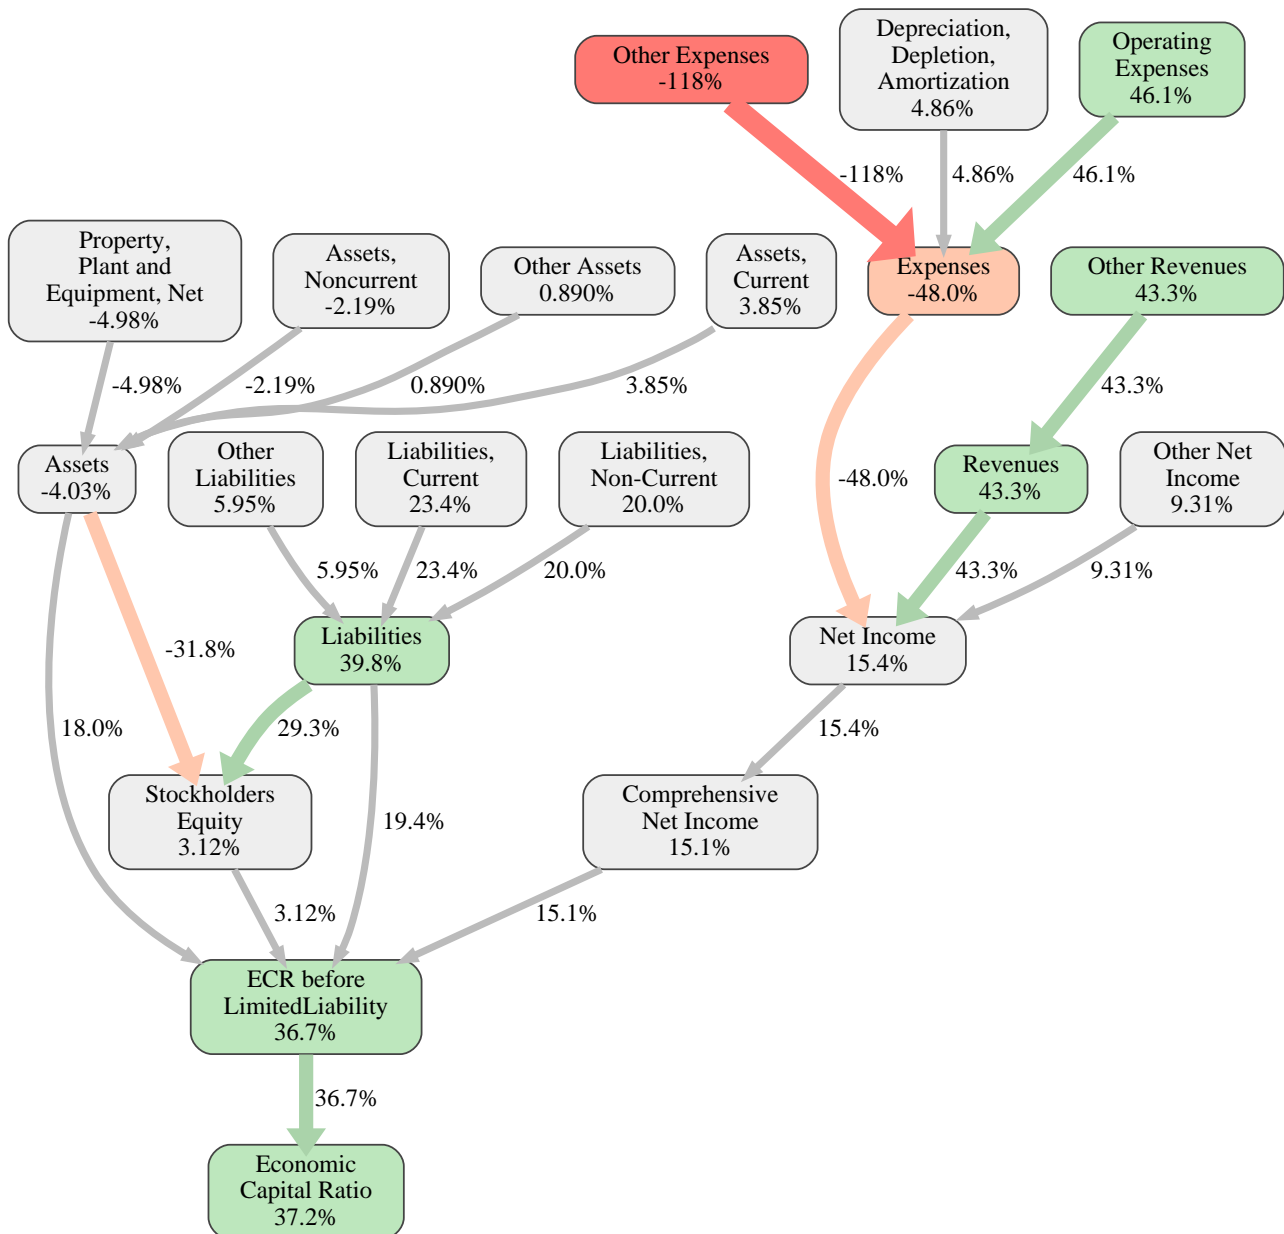 Other Expenses
-118%
Depreciation,
Depletion,
Amortization
4.86%
Operating
Expenses
46.1%
-118%
4.86%
46.1%
Property,
Plant and
Equipment, Net
-4.98%
Assets,
Noncurrent
-2.19%
Other Assets
0.890%
Assets,
Current
3.85%
Expenses
-48.0%
Other Revenues
43.3%
-4.98%
-2.19%
0.890%
3.85%
43.3%
Assets
-4.03%
Other
Liabilities
5.95%
Liabilities,
Current
23.4%
Liabilities,
Non-Current
20.0%
-48.0%
Revenues
43.3%
Other Net
Income
9.31%
5.95%
23.4%
20.0%
43.3%
9.31%
-31.8%
Liabilities
39.8%
Net Income
15.4%
18.0%
29.3%
15.4%
Stockholders
Equity
3.12%
19.4%
Comprehensive
Net Income
15.1%
3.12%
15.1%
ECR before
LimitedLiability
36.7%
36.7%
Economic
Capital Ratio
37.2%